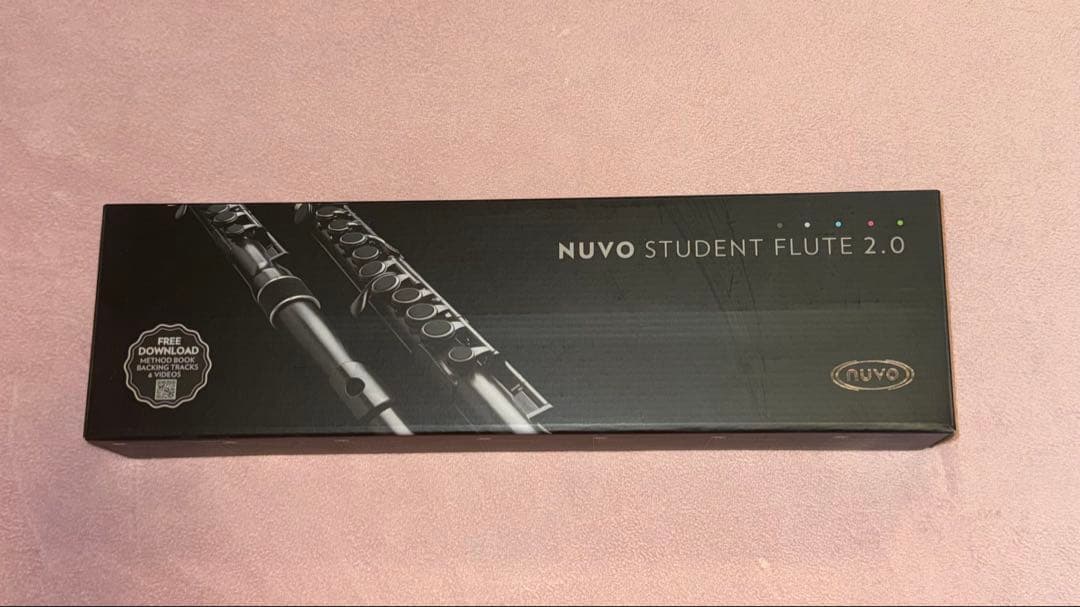 NUVO STUDENT FLUTE 2.0
FREE
DOWNLOAD
METHOD BOOK
BACKING TRACKS
& VIDEOS
nuvo